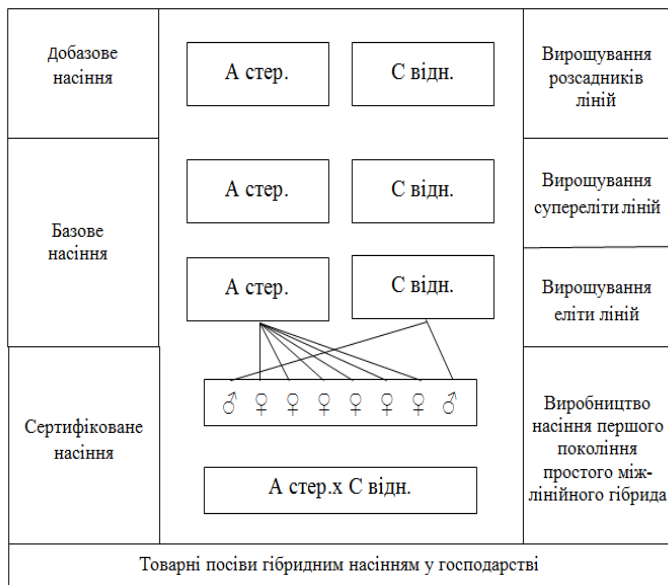 Добазове
насіння
А стер.
С відн.
Вирощування
розсадників
ліній
Базове
насіння
А стер.
С відн.
Вирощування
супереліти ліній
А стер.
С відн.
Вирощування
еліти ліній
Сертифіковане
насіння
♂ ♀ ♀ ♀ ♀ ♀ ♀ ♂
А стер.х С відн.
Виробництво
насіння першого
покоління
простого між-
лінійного гібрида
Товарні посіви гібридним насінням у господарстві